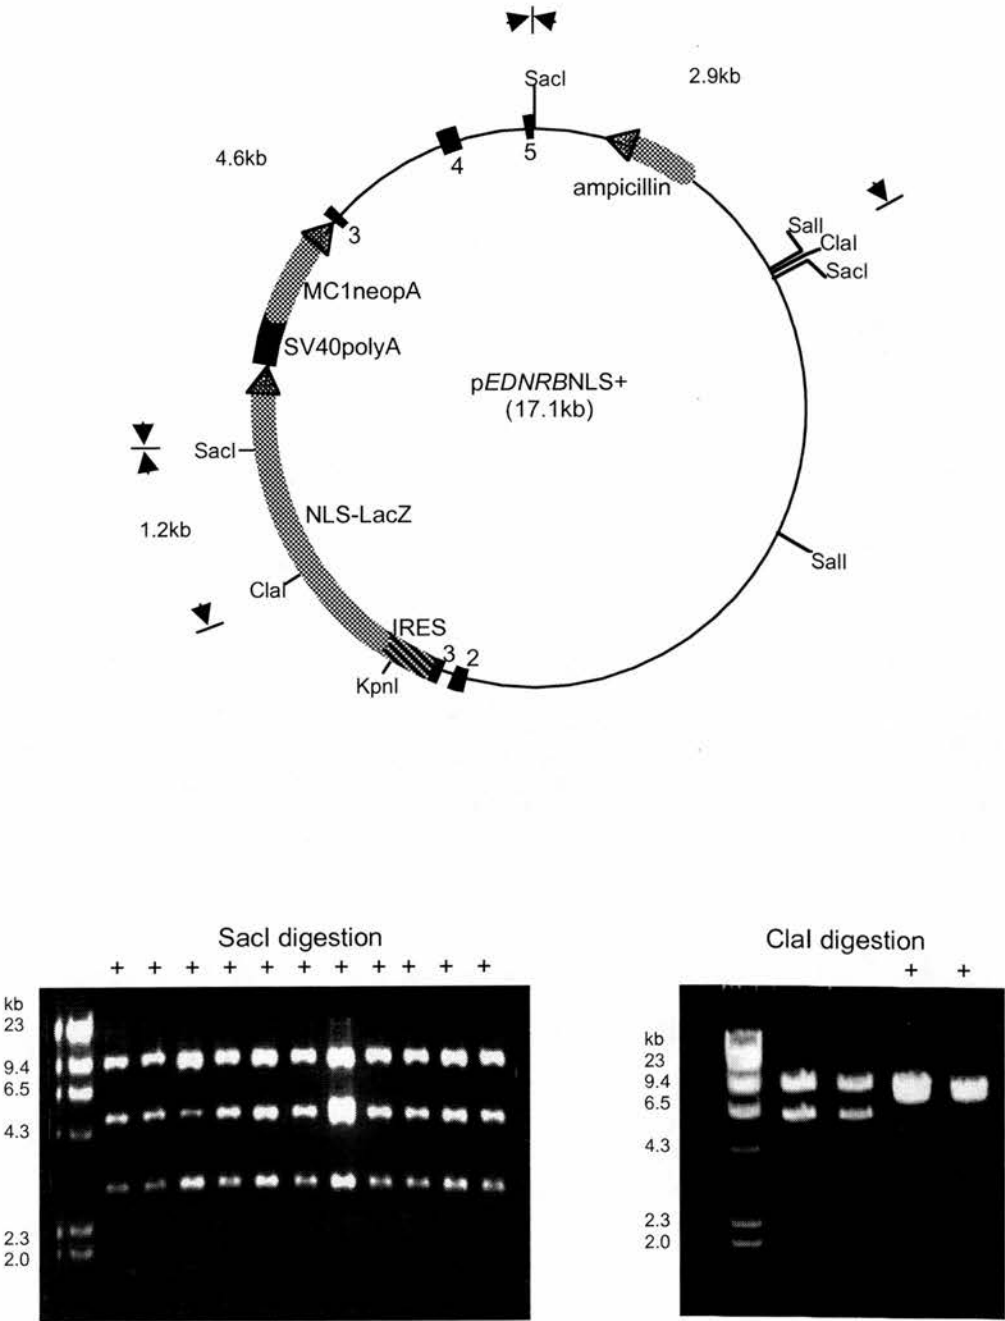 SacI
2.9kb
4.6kb
4
5
ampicillin
3
SalI
ClaI
SacI
MC1neopA
SV40polyA
pEDNRBNLS+
(17.1kb)
SacI
NLS-LacZ
1.2kb
SalI
ClaI
IRES
3
2
KpnI
SacI digestion
+ + + + + + + + + + +
kb
23
9.4
6.5
4.3
2.3
2.0
ClaI digestion
+ +
kb
23
9.4
6.5
4.3
2.3
2.0